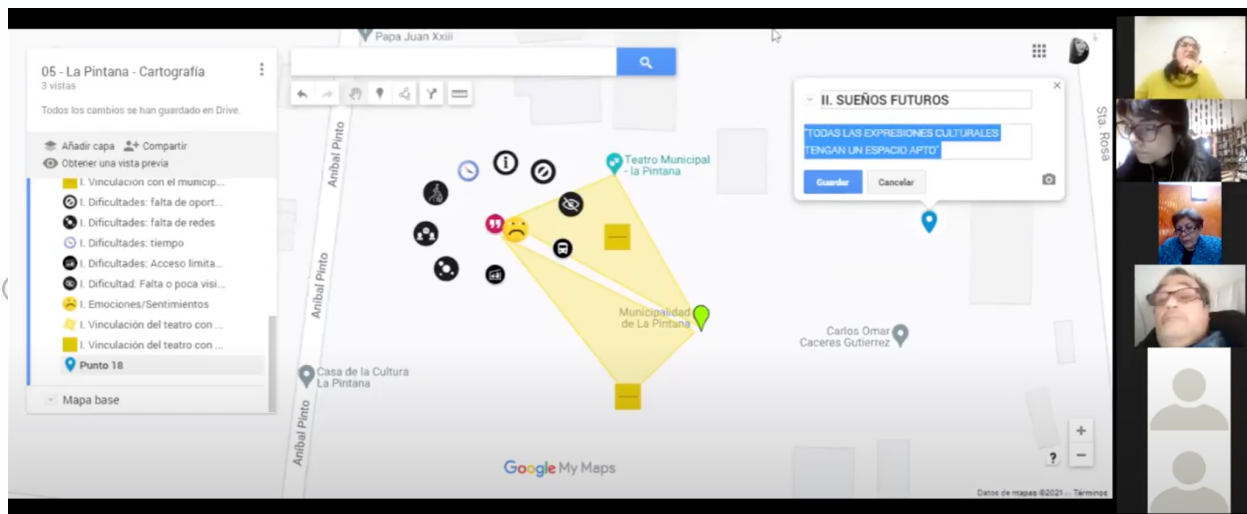 Papa Juan Xxiii
05 - La Pintana - Cartografía
3 vistas
Todos los cambios se han guardado en Drive.
Añadir capa
Compartir
Obtener una vista previa
I. Vinculación con el municip...
I. Dificultades: falta de oport...
I. Dificultades: falta de redes
I. Dificultades: tiempo
I. Dificultades: Acceso limita...
I. Dificultad: Falta o poca visi...
I. Emociones/Sentimientos
I. Vinculación del teatro con ...
I. Vinculación del teatro con ...
Punto 18
Mapa base
Aníbal Pinto
Aníbal Pinto
Aníbal Pinto
Teatro Municipal
- la Pintana
Municipalidad
de La Pintana
Casa de la Cultura
La Pintana
Carlos Omar
Caceres Gutierrez
Sta. Rosa
II. SUEÑOS FUTUROS
"TODAS LAS EXPRESIONES CULTURALES
TENGAN UN ESPACIO APTO"
Guardar
Cancelar
Google My Maps
+
?
−
Datos de mapas ©2021
Términos